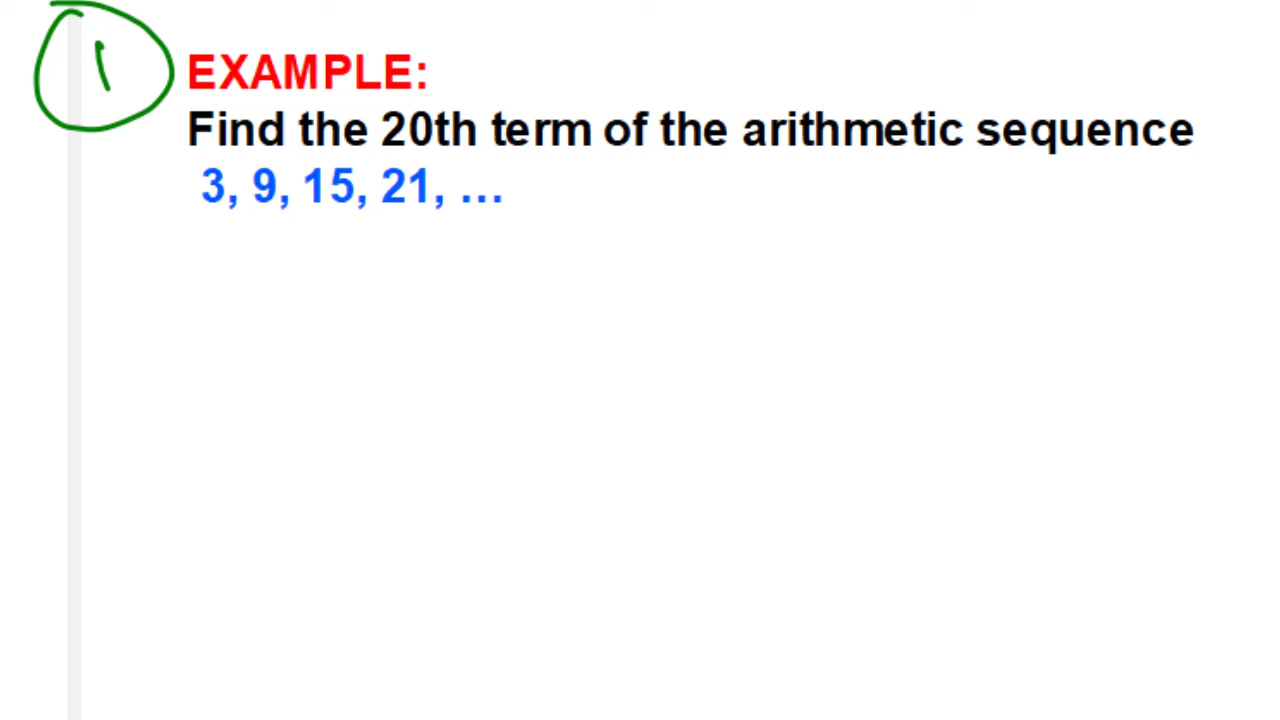 1
EXAMPLE:
Find the 20th term of the arithmetic sequence
3, 9, 15, 21, …